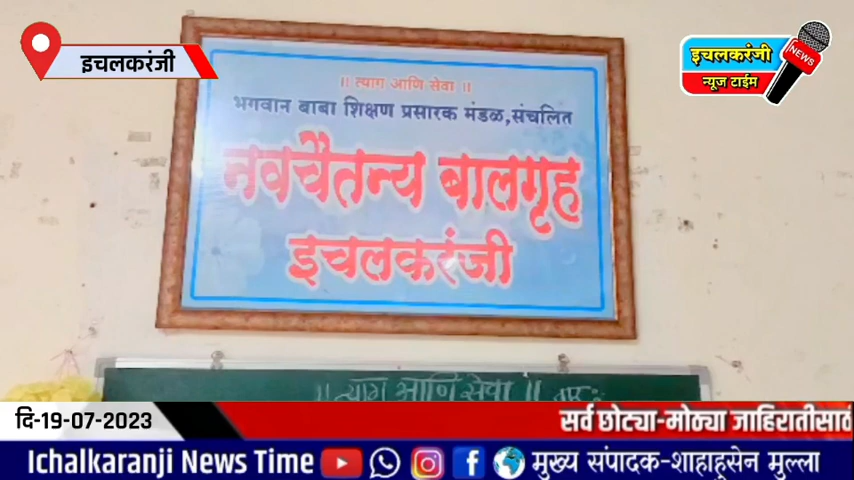 इचलकरंजी
इचलकरंजी
न्यूज टाईम
NEWS
॥ त्याग आणि सेवा ॥
भगवान बाबा शिक्षण प्रसारक मंडळ,संचलित
नवचैतन्य बालगृह
इचलकरंजी
॥ त्याग आणि सेवा ॥
दि-19-07-2023
सर्व छोट्या-मोठ्या जाहिरातीसाठी
Ichalkaranji News Time
मुख्य संपादक-शाहाहुसेन मुल्ला